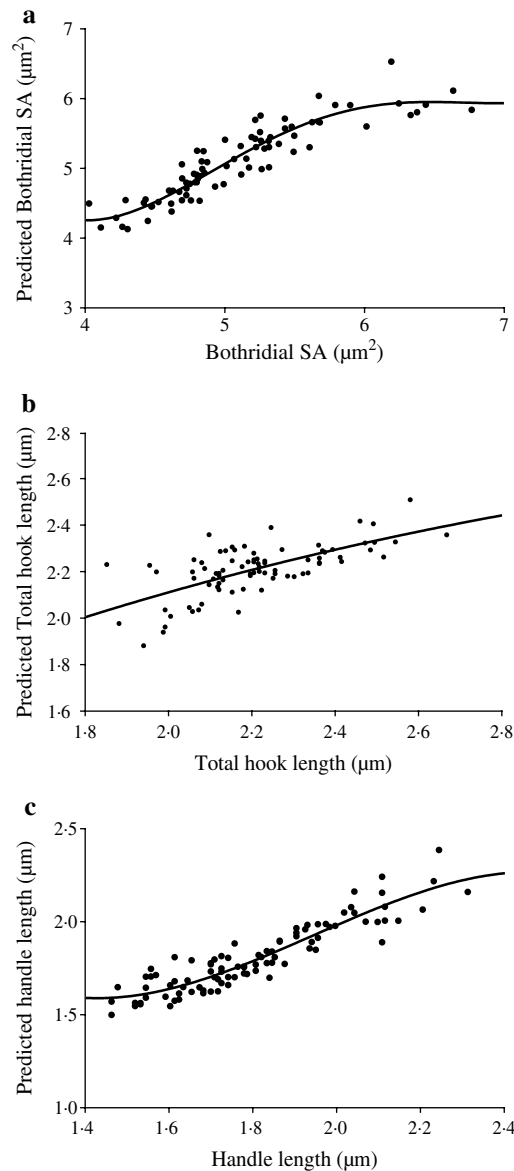 a
7
6
5
4
3
Predicted Bothridial SA (µm²)
4 5 6 7
Bothridial SA (µm²)
b
2·8
2·6
2·4
2·2
2·0
1·8
1·6
Predicted Total hook length (µm)
1·8 2·0 2·2 2·4 2·6 2·8
Total hook length (µm)
c
2·5
2·0
1·5
1·0
Predicted handle length (µm)
1·4 1·6 1·8 2·0 2·2 2·4
Handle length (µm)